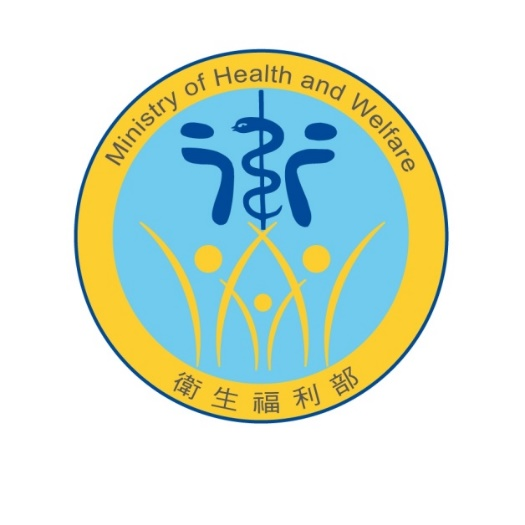 Ministry of Health and Welfare
衛生福利部